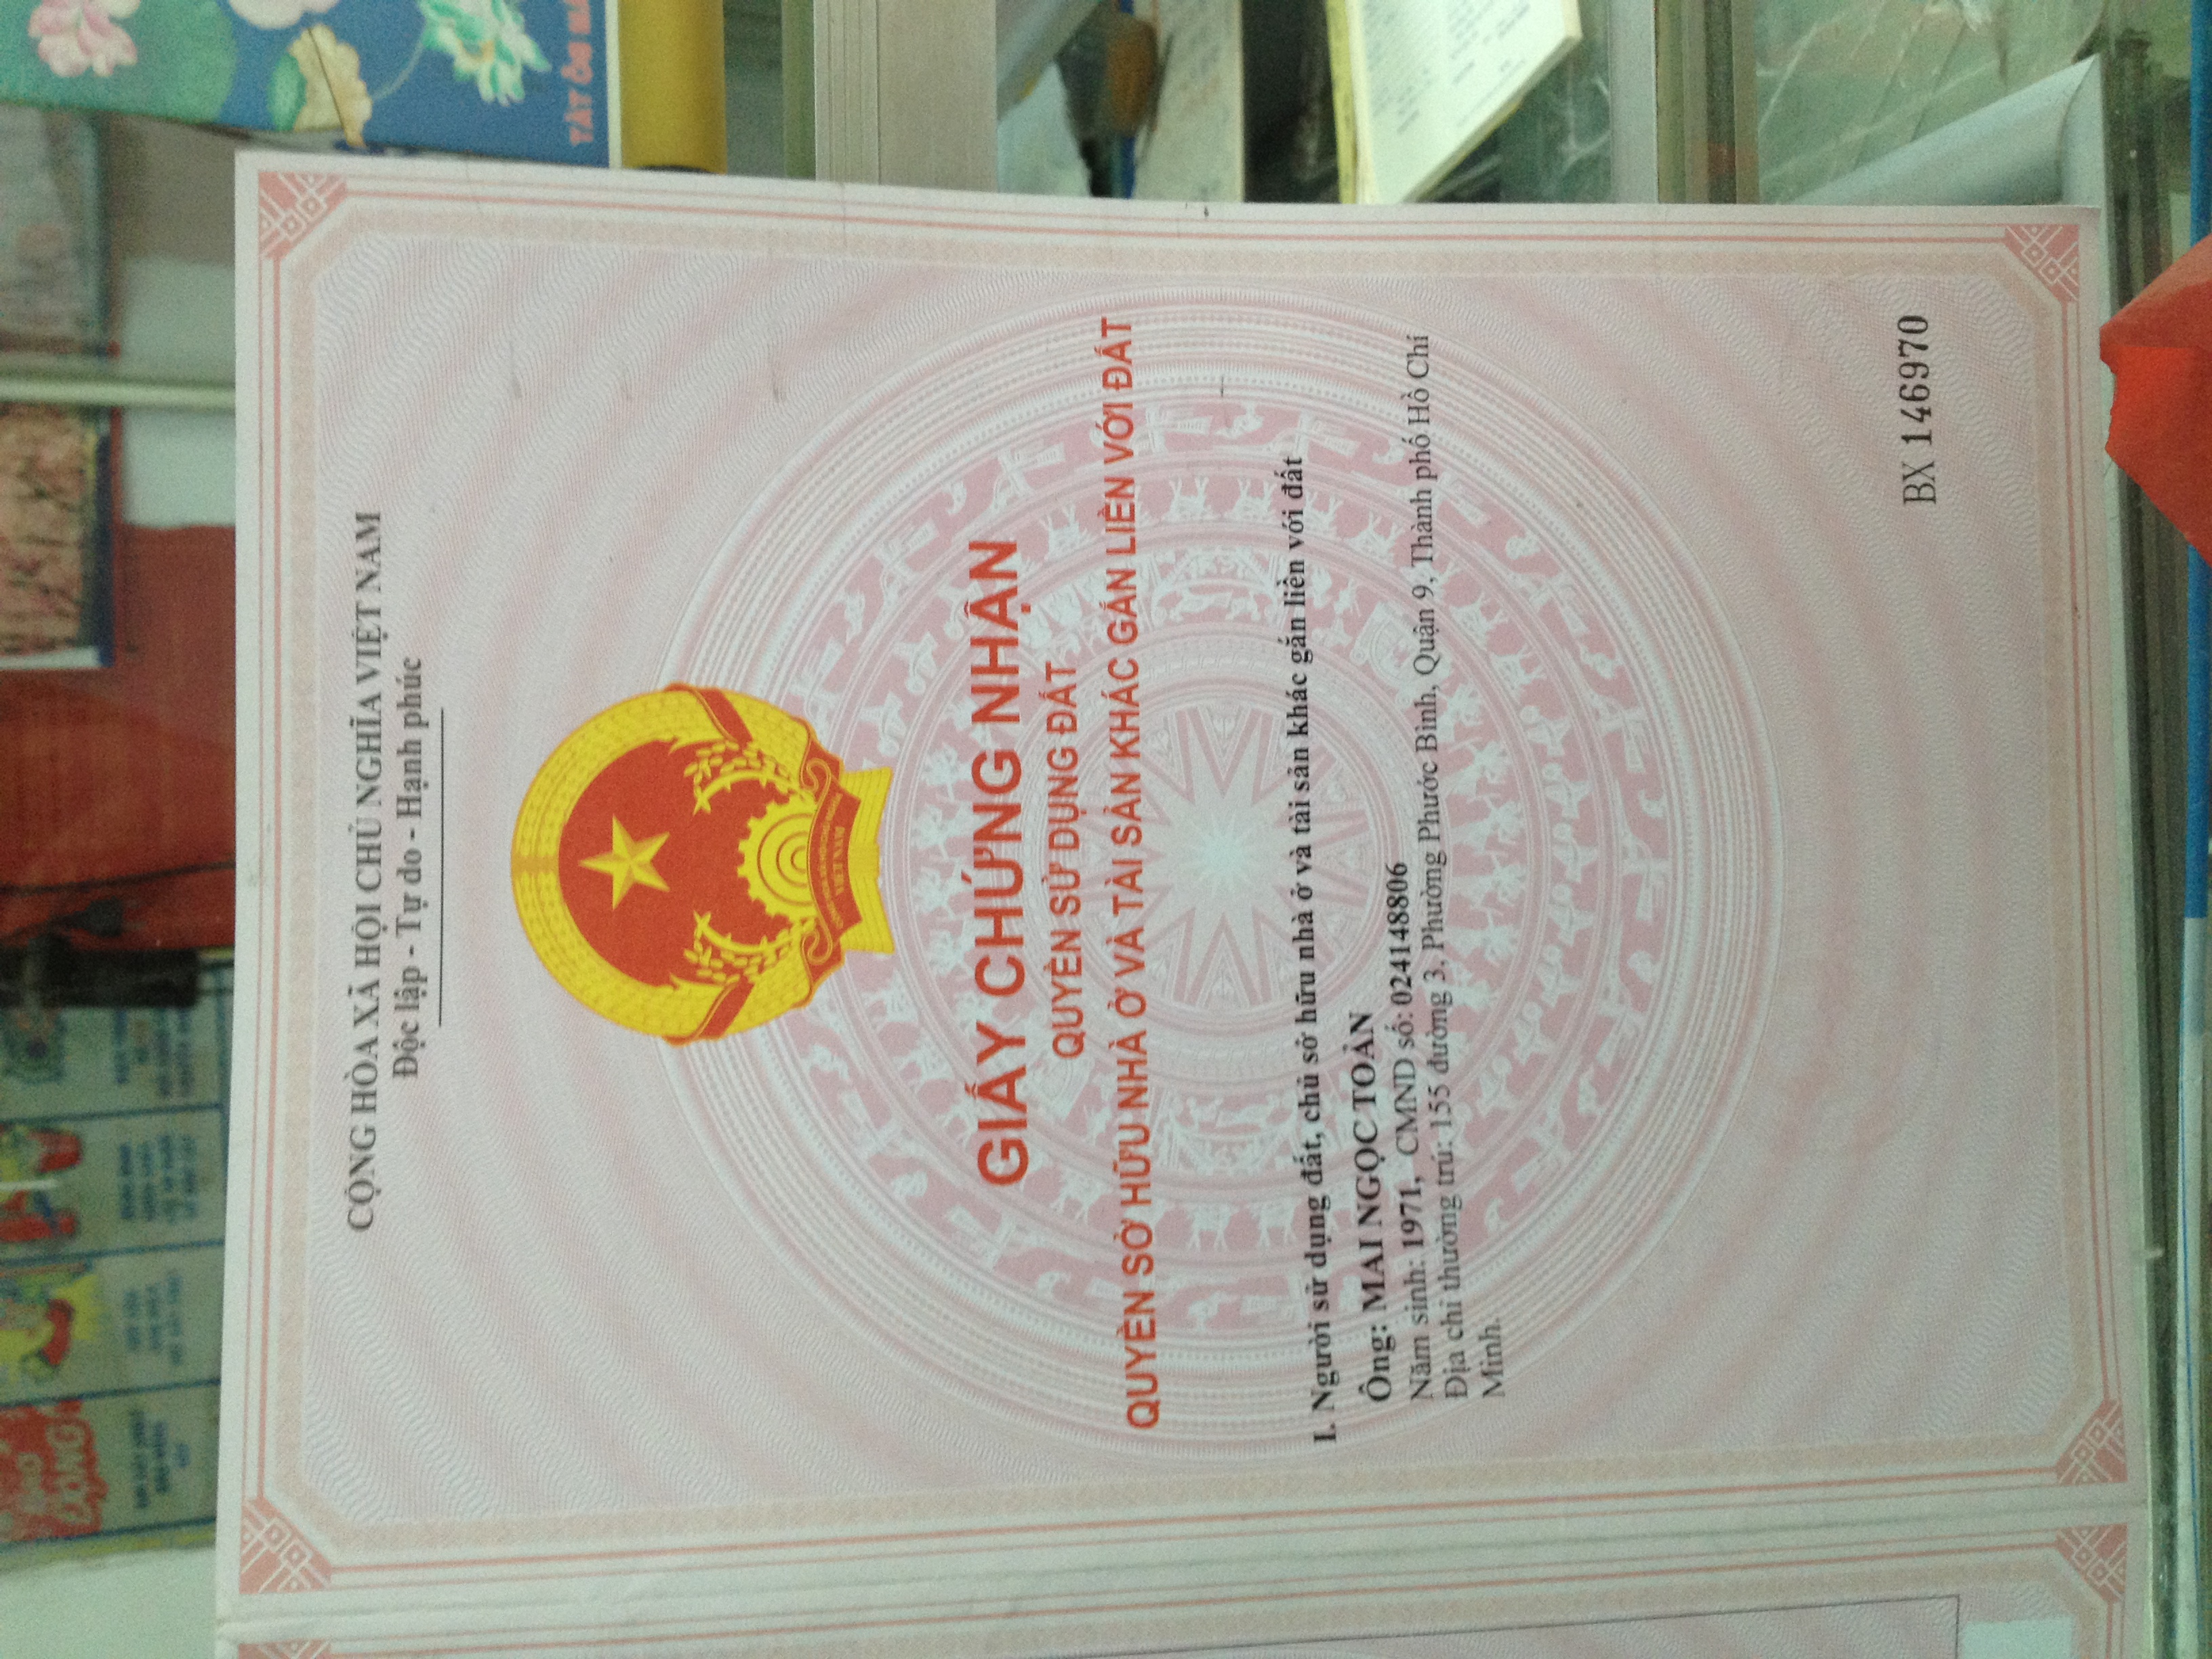 CỘNG HÒA XÃ HỘI CHỦ NGHĨA VIỆT NAM
Độc lập - Tự do - Hạnh phúc
CỘNG HÒA XÃ HỘI CHỦ NGHĨA
VIỆT NAM
GIẤY CHỨNG NHẬN
QUYỀN SỬ DỤNG ĐẤT
QUYỀN SỞ HỮU NHÀ Ở VÀ TÀI SẢN KHÁC GẮN LIỀN VỚI ĐẤT
I. Người sử dụng đất, chủ sở hữu nhà ở và tài sản khác gắn liền với đất
Ông: MAI NGỌC TOẢN
Năm sinh: 1971, CMND số: 024148806
Địa chỉ thường trú: 155 đường 3, Phường Phước Bình, Quận 9, Thành phố Hồ Chí
Minh.
BX 146970